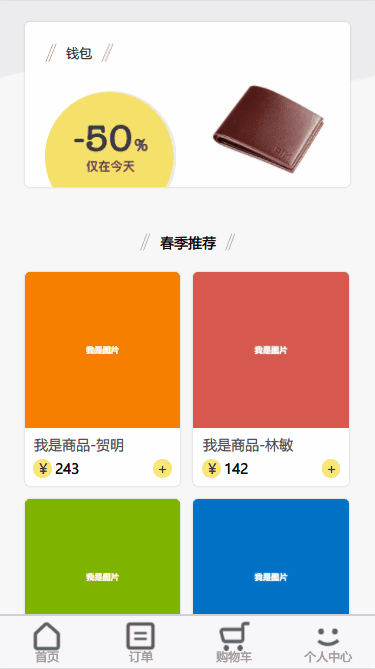 钱包
-50%
仅在今天
春季推荐
我是图片
我是图片
我是商品-贺明
我是商品-林敏
¥ 243 +
¥ 142 +
我是图片
我是图片
首页
订单
购物车
个人中心